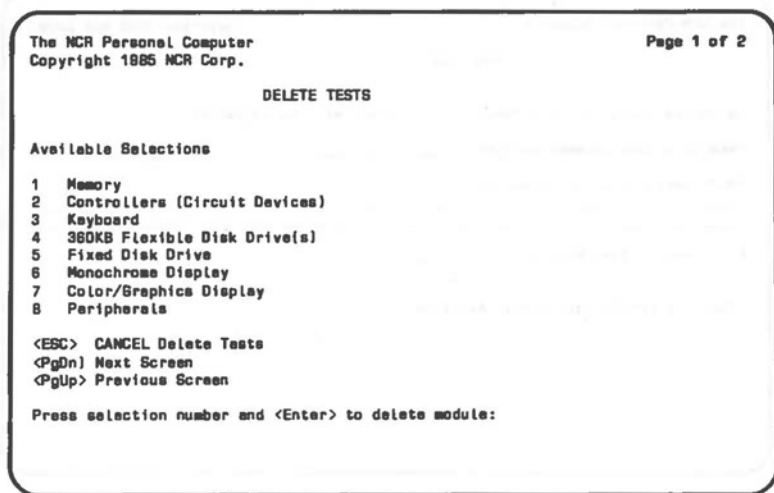 The NCR Personal Computer Page 1 of 2
Copyright 1985 NCR Corp.
DELETE TESTS
Available Selections
1 Memory
2 Controllers (Circuit Devices)
3 Keyboard
4 360KB Flexible Disk Drive(s)
5 Fixed Disk Drive
6 Monochrome Display
7 Color/Graphics Display
8 Peripherals
<ESC> CANCEL Delete Tests
<PgDn) Next Screen
<PgUp> Previous Screen
Press selection number and <Enter> to delete module: